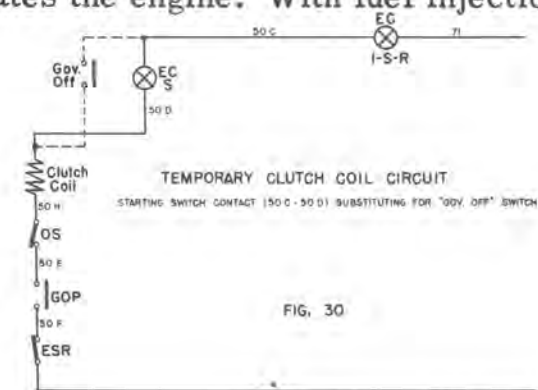 ates the engine. With fuel injection
EC
50 C
71
I-S-R
Gov.
Off
EC
S
50 D
Clutch
Coil
TEMPORARY CLUTCH COIL CIRCUIT
STARTING SWITCH CONTACT (50 C - 50 D) SUBSTITUTING FOR "GOV. OFF" SWITCH
50 H
OS
50 E
GOP
FIG. 30
50 F
ESR